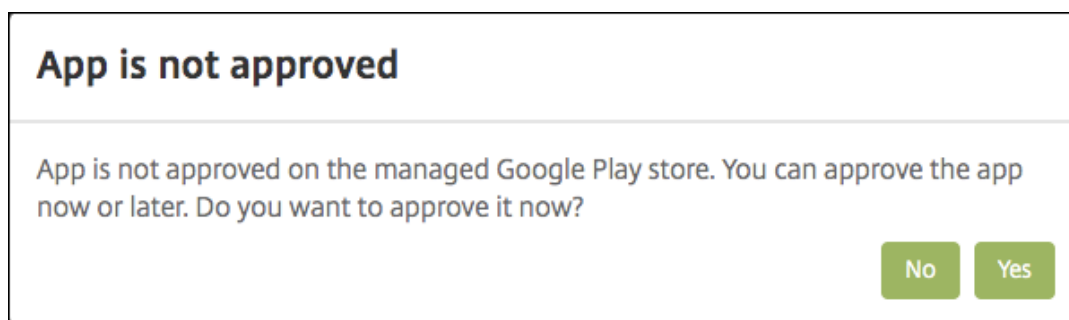 App is not approved
App is not approved on the managed Google Play store. You can approve the app
now or later. Do you want to approve it now?
No Yes